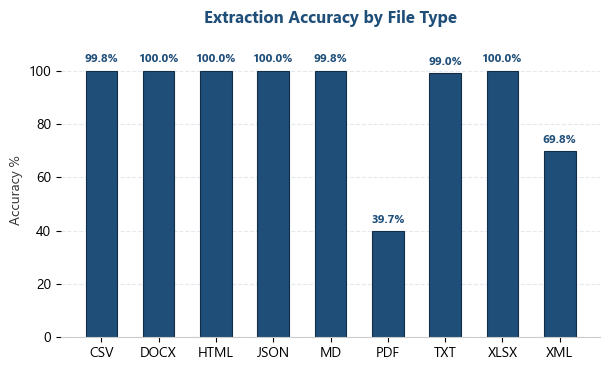 Extraction Accuracy by File Type
99.8% 100.0% 100.0% 100.0% 99.8% 39.7% 99.0% 100.0% 69.8%
Accuracy %
100
80
60
40
20
0
CSV DOCX HTML JSON MD PDF TXT XLSX XML